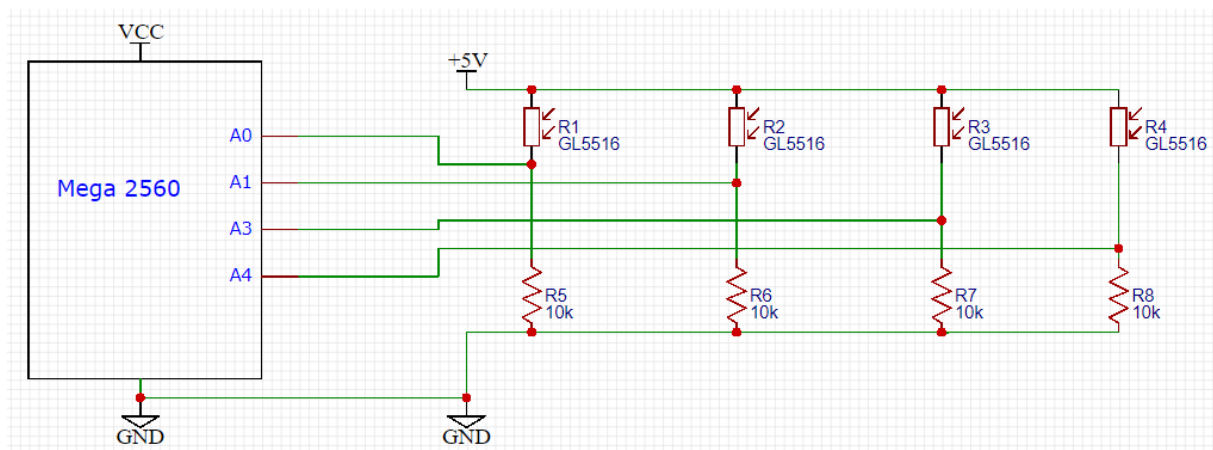 VCC
+5V
A0
R1
GL5516
R2
GL5516
R3
GL5516
R4
GL5516
Mega 2560
A1
A3
A4
R5
10k
R6
10k
R7
10k
R8
10k
GND
GND